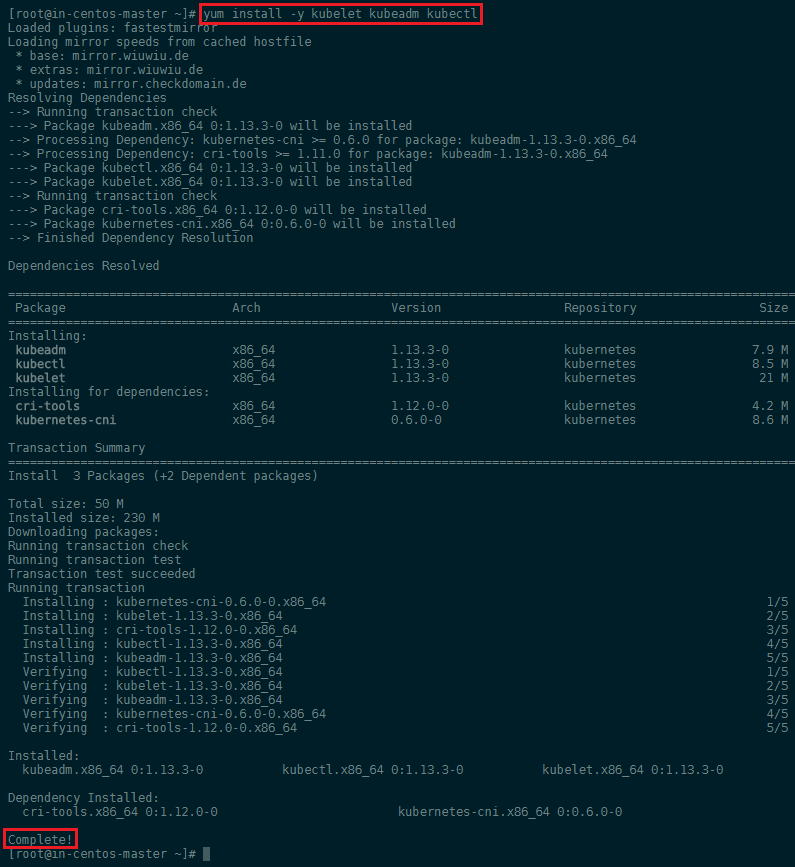 [root@in-centos-master ~]# yum install -y kubelet kubeadm kubectl
Loaded plugins: fastestmirror
Loading mirror speeds from cached hostfile
 * base: mirror.wiuwiu.de
 * extras: mirror.wiuwiu.de
 * updates: mirror.checkdomain.de
Resolving Dependencies
--> Running transaction check
---> Package kubeadm.x86_64 0:1.13.3-0 will be installed
--> Processing Dependency: kubernetes-cni >= 0.6.0 for package: kubeadm-1.13.3-0.x86_64
--> Processing Dependency: cri-tools >= 1.11.0 for package: kubeadm-1.13.3-0.x86_64
---> Package kubectl.x86_64 0:1.13.3-0 will be installed
---> Package kubelet.x86_64 0:1.13.3-0 will be installed
--> Running transaction check
---> Package cri-tools.x86_64 0:1.12.0-0 will be installed
---> Package kubernetes-cni.x86_64 0:0.6.0-0 will be installed
--> Finished Dependency Resolution

Dependencies Resolved

================================================================================
 Package Arch Version Repository Size
================================================================================
Installing:
 kubeadm x86_64 1.13.3-0 kubernetes 7.9 M
 kubectl x86_64 1.13.3-0 kubernetes 8.5 M
 kubelet x86_64 1.13.3-0 kubernetes 21 M
Installing for dependencies:
 cri-tools x86_64 1.12.0-0 kubernetes 4.2 M
 kubernetes-cni x86_64 0.6.0-0 kubernetes 8.6 M

Transaction Summary
================================================================================
Install  3 Packages (+2 Dependent packages)

Total size: 50 M
Installed size: 230 M
Downloading packages:
Running transaction check
Running transaction test
Transaction test succeeded
Running transaction
  Installing : kubernetes-cni-0.6.0-0.x86_64 1/5
  Installing : kubelet-1.13.3-0.x86_64 2/5
  Installing : cri-tools-1.12.0-0.x86_64 3/5
  Installing : kubectl-1.13.3-0.x86_64 4/5
  Installing : kubeadm-1.13.3-0.x86_64 5/5
  Verifying  : kubectl-1.13.3-0.x86_64 1/5
  Verifying  : kubelet-1.13.3-0.x86_64 2/5
  Verifying  : kubeadm-1.13.3-0.x86_64 3/5
  Verifying  : kubernetes-cni-0.6.0-0.x86_64 4/5
  Verifying  : cri-tools-1.12.0-0.x86_64 5/5

Installed:
  kubeadm.x86_64 0:1.13.3-0 kubectl.x86_64 0:1.13.3-0 kubelet.x86_64 0:1.13.3-0

Dependency Installed:
  cri-tools.x86_64 0:1.12.0-0 kubernetes-cni.x86_64 0:0.6.0-0

Complete!
[root@in-centos-master ~]#